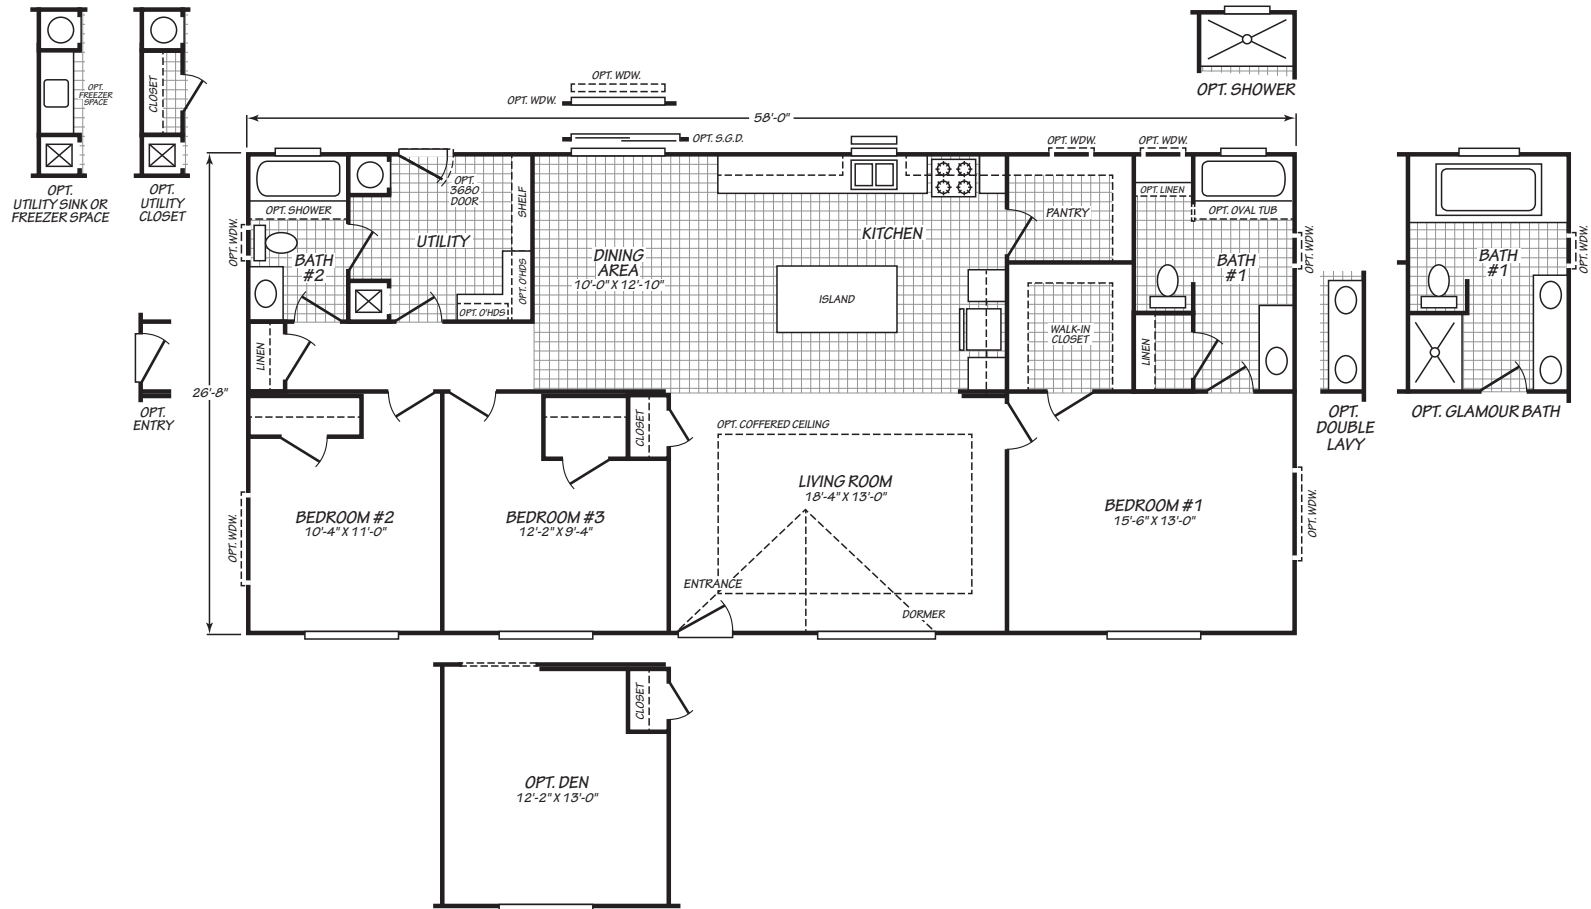 OPT.
FREEZER
SPACE
OPT.
UTILITY SINK OR
FREEZER SPACE
CLOSET
OPT.
UTILITY
CLOSET
OPT. WDW.
OPT. WDW.
OPT. S.G.D.
58'-0"
OPT. SHOWER
OPT. WDW.
OPT. WDW.
26'-8"
OPT. WDW.
OPT. SHOWER
BATH
#2
OPT.
3680
DOOR
SHELF
UTILITY
OPT. O'HDS
OPT. O'HDS
DINING
AREA
10'-0" X 12'-10"
KITCHEN
ISLAND
PANTRY
WALK-IN
CLOSET
OPT. LINEN
OPT. OVAL TUB
BATH
#1
OPT. WDW.
LINEN
LINEN
OPT.
ENTRY
OPT.
DOUBLE
LAVY
BATH
#1
OPT. WDW.
OPT. GLAMOUR BATH
OPT. WDW.
BEDROOM #2
10'-4" X 11'-0"
BEDROOM #3
12'-2" X 9'-4"
CLOSET
OPT. COFFERED CEILING
LIVING ROOM
18'-4" X 13'-0"
ENTRANCE
DORMER
BEDROOM #1
15'-6" X 13'-0"
OPT. WDW.
CLOSET
OPT. DEN
12'-2" X 13'-0"